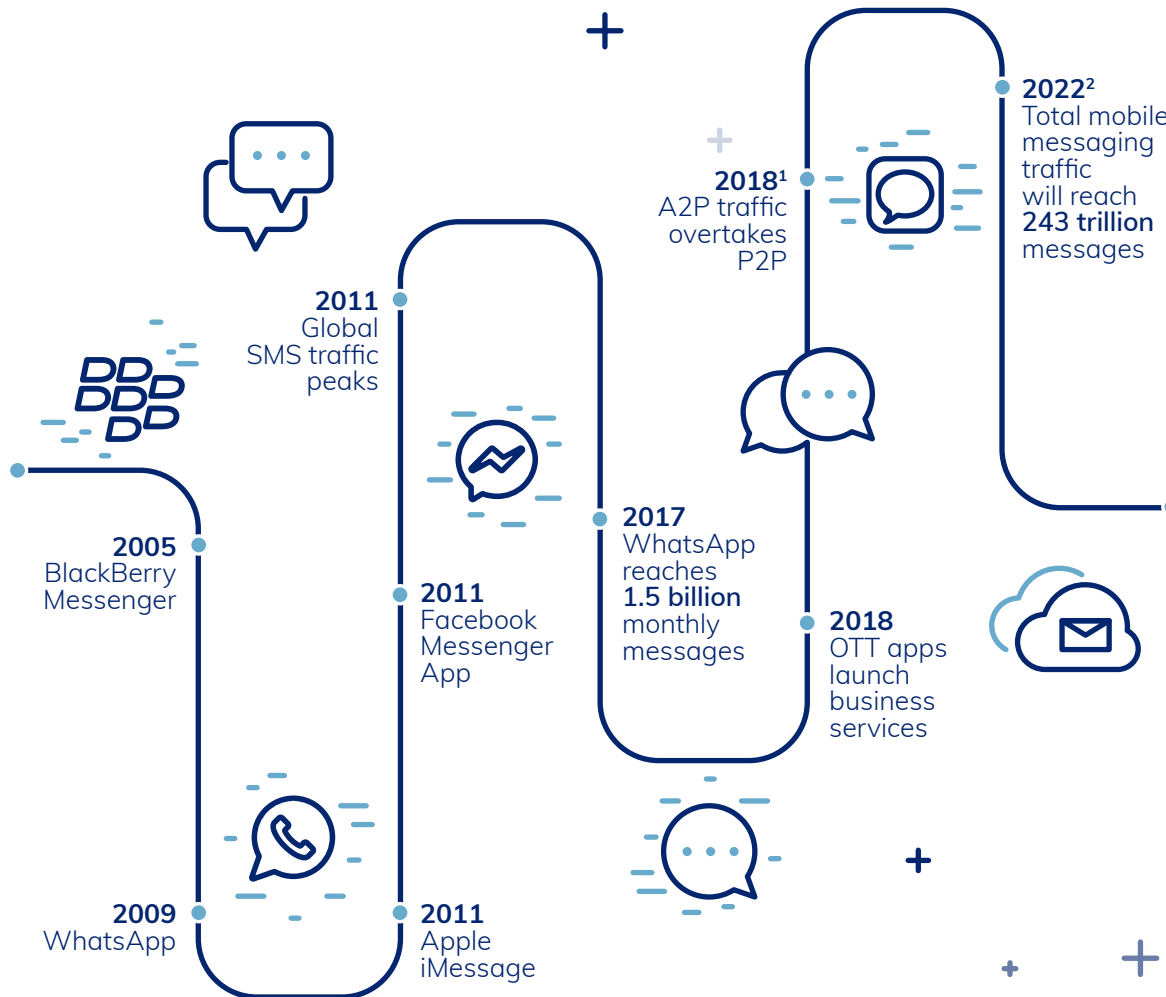 2005
BlackBerry
Messenger
2009
WhatsApp
2011
Apple
iMessage
2011
Facebook
Messenger
App
2011
Global
SMS traffic
peaks
2017
WhatsApp
reaches
1.5 billion
monthly
messages
2018
OTT apps
launch
business
services
2018¹
A2P traffic
overtakes
P2P
2022²
Total mobile
messaging
traffic
will reach
243 trillion
messages